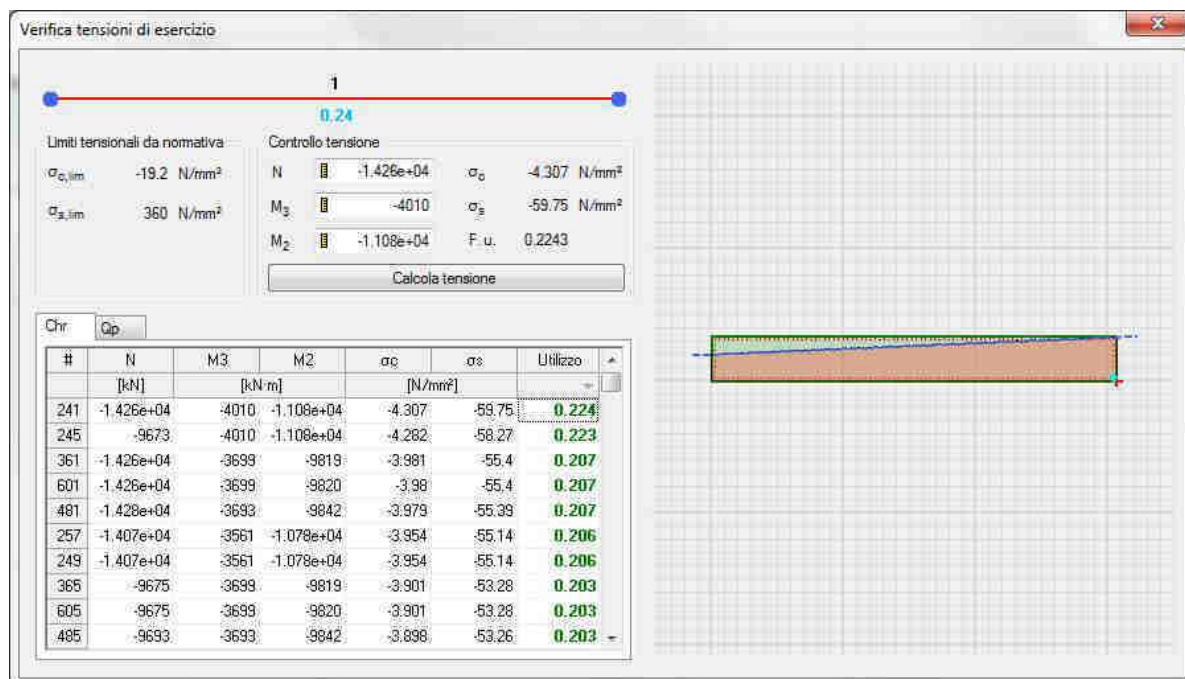 Verifica tensioni di esercizio
1
0.24
Limiti tensionali da normativa
σc,lim -19.2 N/mm²
σs,lim 360 N/mm²
Controllo tensione
N -1.426e+04 σc -4.307 N/mm²
M3 -4010 σs -59.75 N/mm²
M2 -1.108e+04 F. u. 0.2243
Calcola tensione
Chr Qp
# N M3 M2 σc σs Utilizzo
[kN] [kN·m] [N/mm²]
241 -1.426e+04 -4010 -1.108e+04 -4.307 -59.75 0.224
245 -9673 -4010 -1.108e+04 -4.282 -58.27 0.223
361 -1.426e+04 -3699 -9819 -3.981 -55.4 0.207
601 -1.426e+04 -3699 -9820 -3.98 -55.4 0.207
481 -1.428e+04 -3693 -9842 -3.979 -55.39 0.207
257 -1.407e+04 -3561 -1.078e+04 -3.954 -55.14 0.206
249 -1.407e+04 -3561 -1.078e+04 -3.954 -55.14 0.206
365 -9675 -3699 -9819 -3.901 -53.28 0.203
605 -9675 -3699 -9820 -3.901 -53.28 0.203
485 -9693 -3693 -9842 -3.898 -53.26 0.203